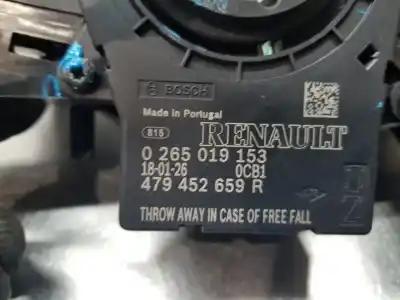 BOSCH
Made in Portugal
815
RENAULT
0 265 019 153
18-01-26 0CB1
479 452 659 R
THROW AWAY IN CASE OF FREE FALL